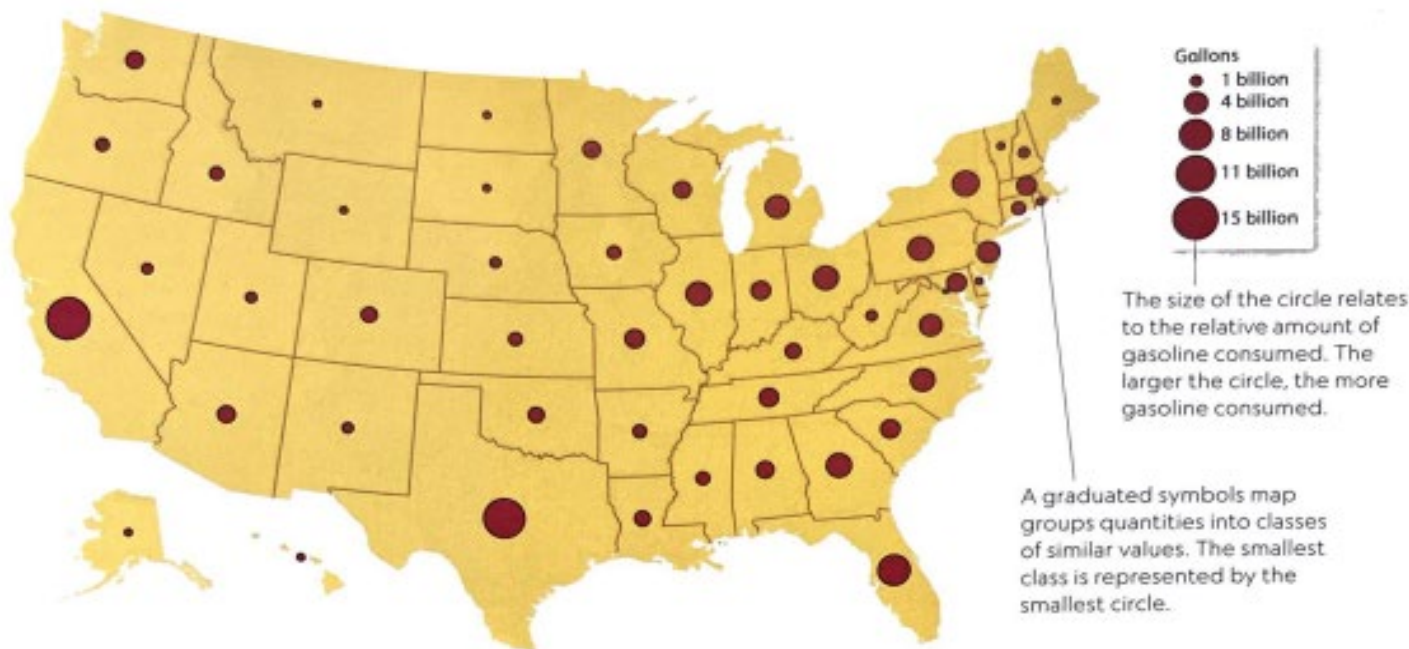 Gallons
1 billion
4 billion
8 billion
11 billion
15 billion
The size of the circle relates
to the relative amount of
gasoline consumed. The
larger the circle, the more
gasoline consumed.
A graduated symbols map
groups quantities into classes
of similar values. The smallest
class is represented by the
smallest circle.